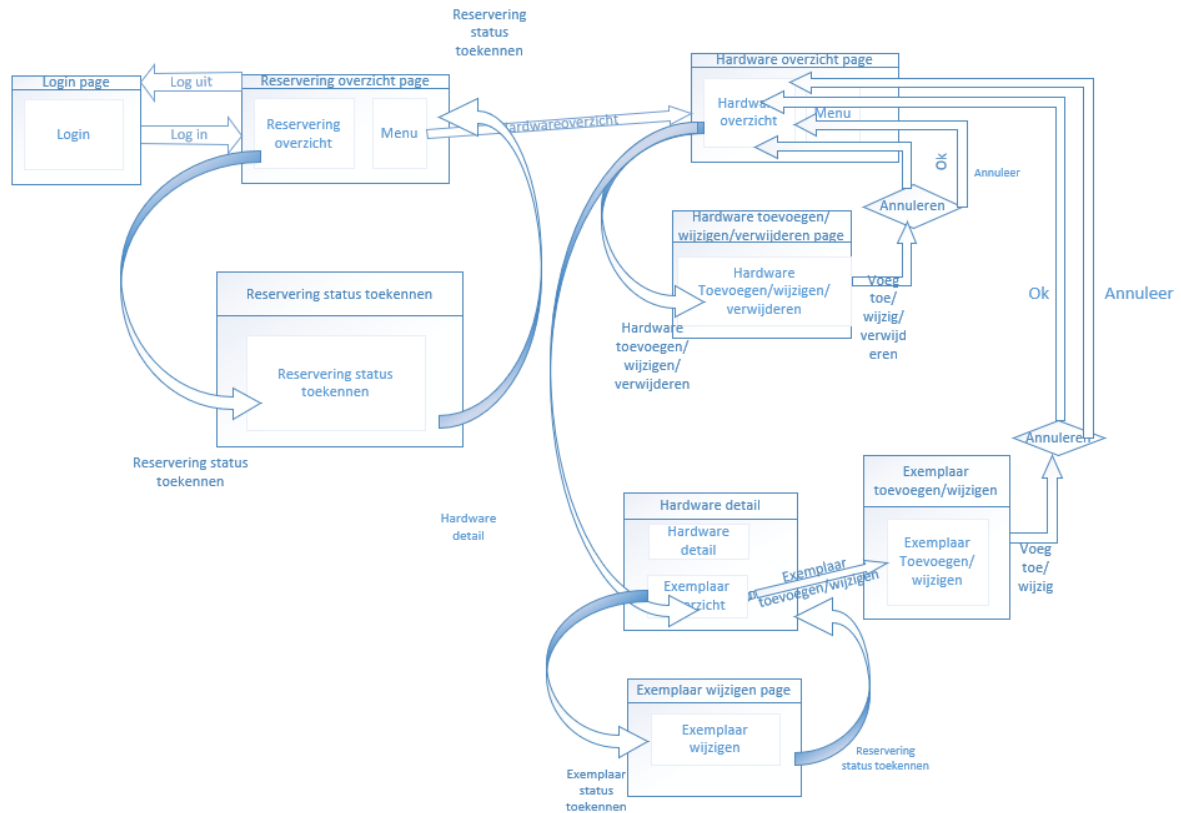 Reservering
status
toekennen
Login page
Login
Log uit
Log in
Reservering overzicht page
Reservering
overzicht
Menu
Hardwareoverzicht
Hardware overzicht page
Hardware
overzicht
Menu
Ok
Annuleer
Annuleren
Hardware toevoegen/
wijzigen/verwijderen page
Hardware
Toevoegen/wijzigen/
verwijderen
Voeg
toe/
wijzig/
verwijd
eren
Hardware
toevoegen/
wijzigen/
verwijderen
Ok
Annuleer
Reservering status toekennen
Reservering status
toekennen
Reservering status
toekennen
Annuleren
Hardware
detail
Hardware detail
Hardware
detail
Exemplaar
overzicht
Exemplaar
toevoegen/wijzigen
Exemplaar
toevoegen/wijzigen
Exemplaar
Toevoegen/
wijzigen
Voeg
toe/
wijzig
Exemplaar wijzigen page
Exemplaar
wijzigen
Exemplaar
status
toekennen
Reservering
status toekennen